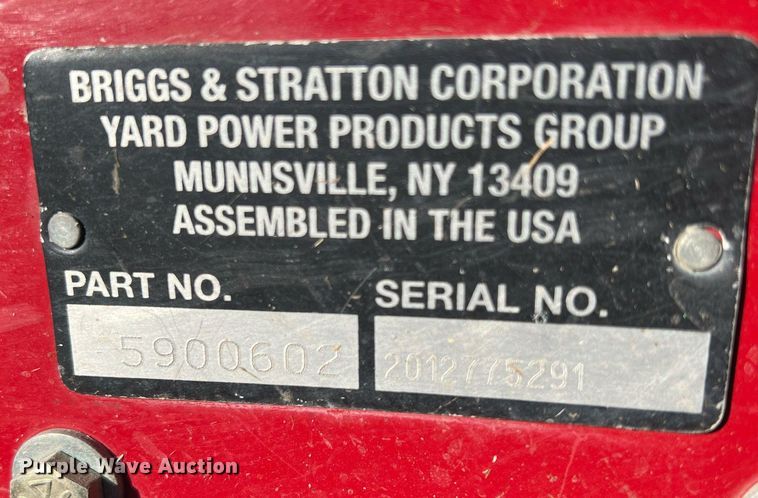 BRIGGS & STRATTON CORPORATION
YARD POWER PRODUCTS GROUP
MUNNSVILLE, NY 13409
ASSEMBLED IN THE USA
PART NO. SERIAL NO.
5900602 2012775291
Purple Wave Auction